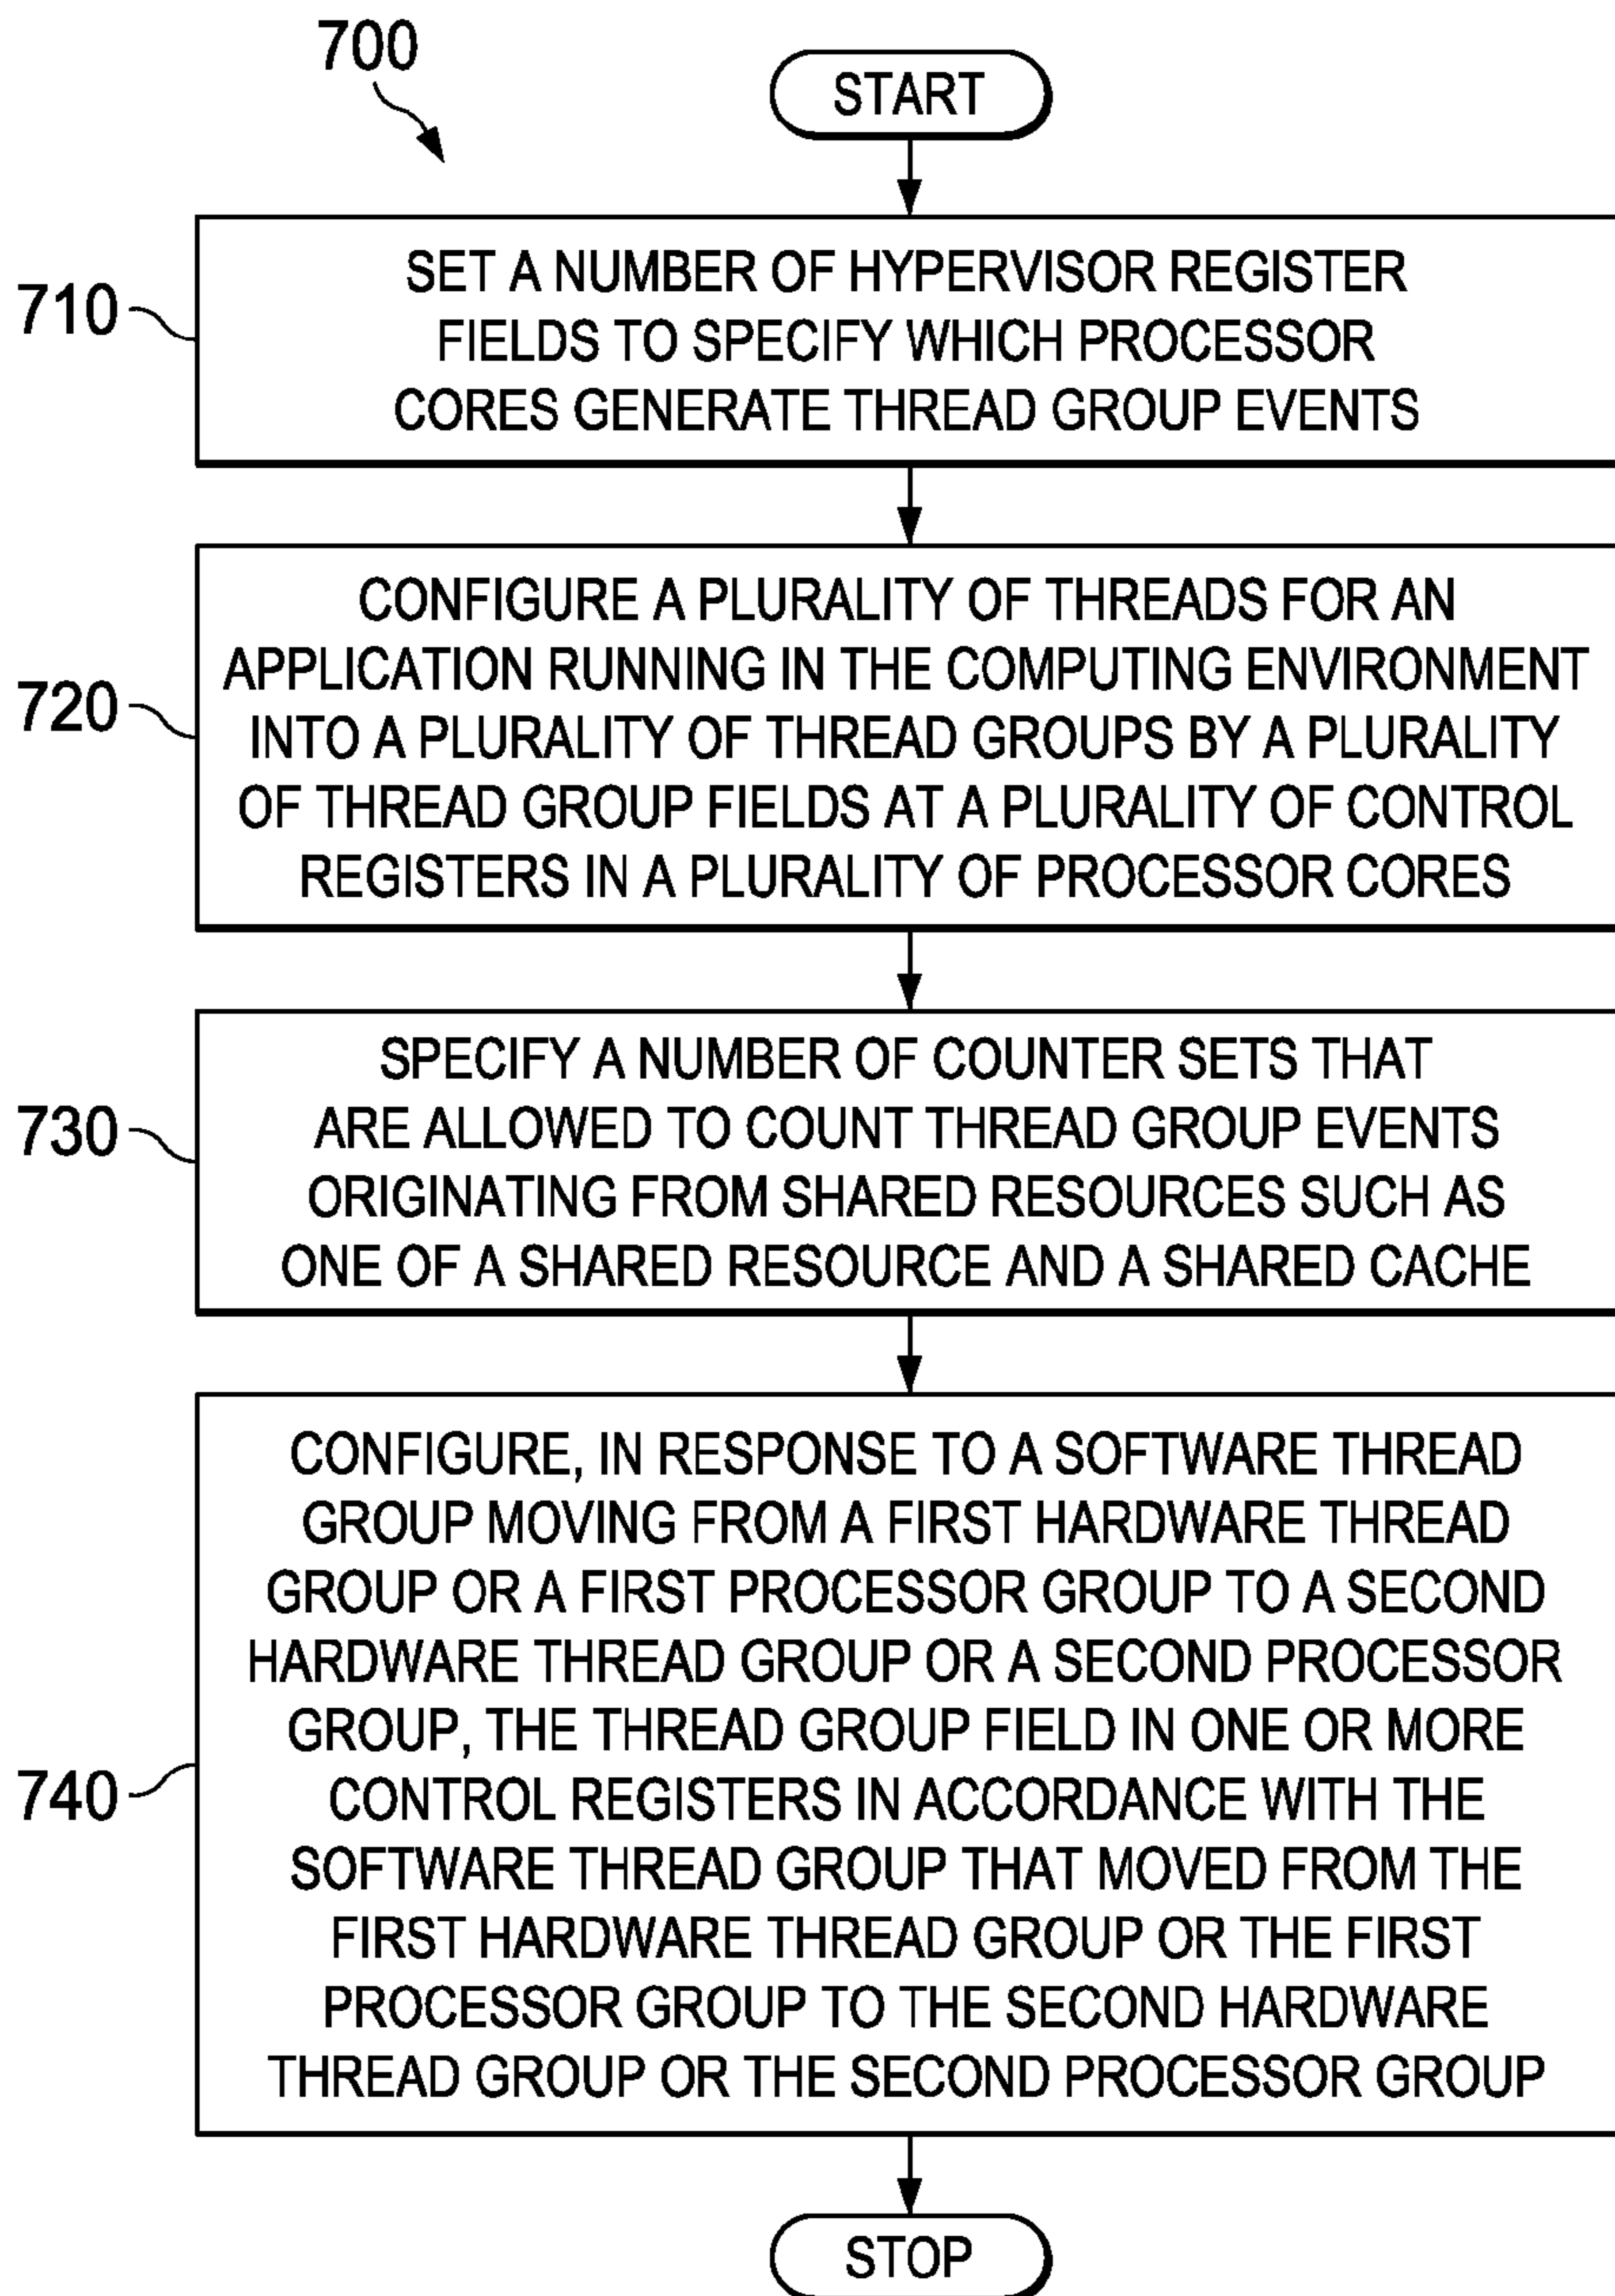 700
START
710
SET A NUMBER OF HYPERVISOR REGISTER
FIELDS TO SPECIFY WHICH PROCESSOR
CORES GENERATE THREAD GROUP EVENTS
720
CONFIGURE A PLURALITY OF THREADS FOR AN
APPLICATION RUNNING IN THE COMPUTING ENVIRONMENT
INTO A PLURALITY OF THREAD GROUPS BY A PLURALITY
OF THREAD GROUP FIELDS AT A PLURALITY OF CONTROL
REGISTERS IN A PLURALITY OF PROCESSOR CORES
730
SPECIFY A NUMBER OF COUNTER SETS THAT
ARE ALLOWED TO COUNT THREAD GROUP EVENTS
ORIGINATING FROM SHARED RESOURCES SUCH AS
ONE OF A SHARED RESOURCE AND A SHARED CACHE
740
CONFIGURE, IN RESPONSE TO A SOFTWARE THREAD
GROUP MOVING FROM A FIRST HARDWARE THREAD
GROUP OR A FIRST PROCESSOR GROUP TO A SECOND
HARDWARE THREAD GROUP OR A SECOND PROCESSOR
GROUP, THE THREAD GROUP FIELD IN ONE OR MORE
CONTROL REGISTERS IN ACCORDANCE WITH THE
SOFTWARE THREAD GROUP THAT MOVED FROM THE
FIRST HARDWARE THREAD GROUP OR THE FIRST
PROCESSOR GROUP TO THE SECOND HARDWARE
THREAD GROUP OR THE SECOND PROCESSOR GROUP
STOP